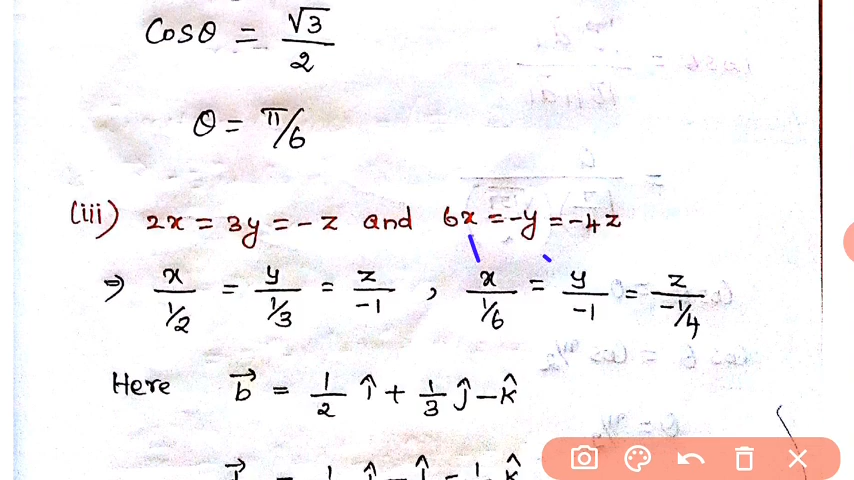 Cosθ = √3/2
θ = π/6
(iii) 2x = 3y = -z and 6x = -y = -4z
⇒ x/(1/2) = y/(1/3) = z/-1 , x/(1/6) = y/-1 = z/(-1/4)
Here b⃗ = 1/2 î + 1/3 ĵ - k̂